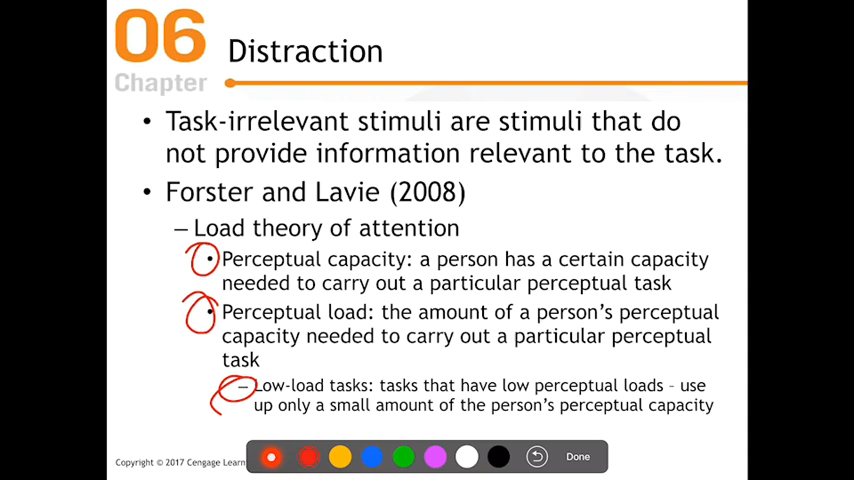 06
Chapter
Distraction
• Task-irrelevant stimuli are stimuli that do
not provide information relevant to the task.
• Forster and Lavie (2008)
– Load theory of attention
• Perceptual capacity: a person has a certain capacity
needed to carry out a particular perceptual task
• Perceptual load: the amount of a person's perceptual
capacity needed to carry out a particular perceptual
task
– Low-load tasks: tasks that have low perceptual loads – use
up only a small amount of the person's perceptual capacity
Copyright © 2017 Cengage Learn
Done